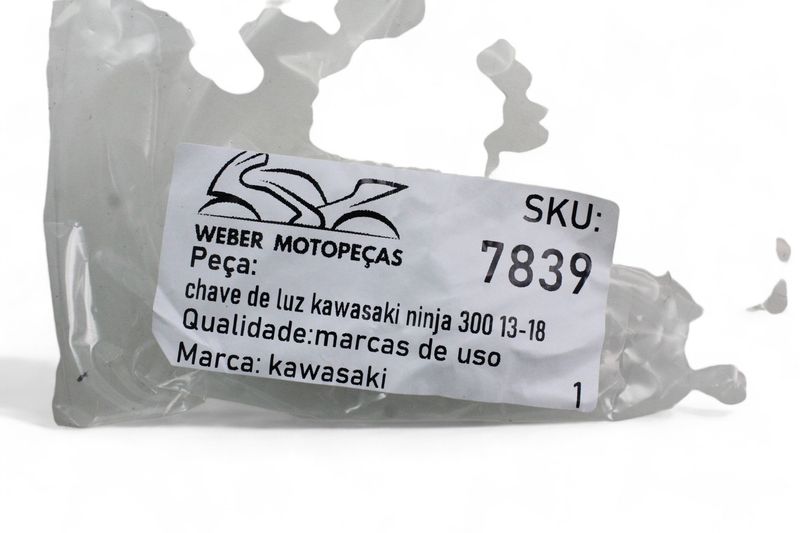 WEBER MOTOPEÇAS
SKU:
7839
Peça:
chave de luz kawasaki ninja 300 13-18
Qualidade:marcas de uso
Marca: kawasaki
1